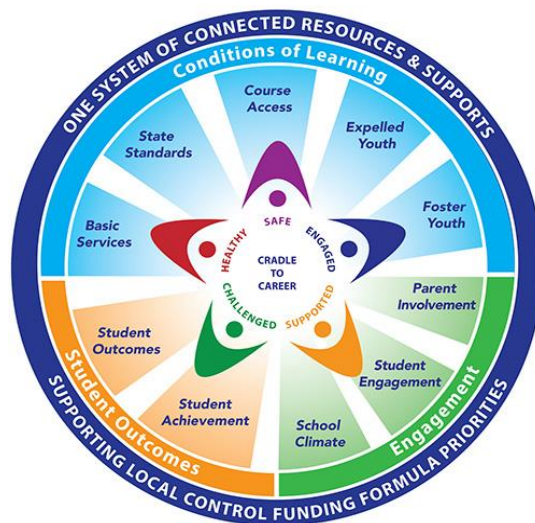 ONE SYSTEM OF CONNECTED RESOURCES & SUPPORTS
Conditions of Learning
Basic
Services
State
Standards
Course
Access
Expelled
Youth
Foster
Youth
Parent
Involvement
Student
Engagement
School
Climate
Engagement
Student
Achievement
Student
Outcomes
Student Outcomes
HEALTHY
SAFE
ENGAGED
SUPPORTED
CHALLENGED
CRADLE
TO
CAREER
SUPPORTING LOCAL CONTROL FUNDING FORMULA PRIORITIES